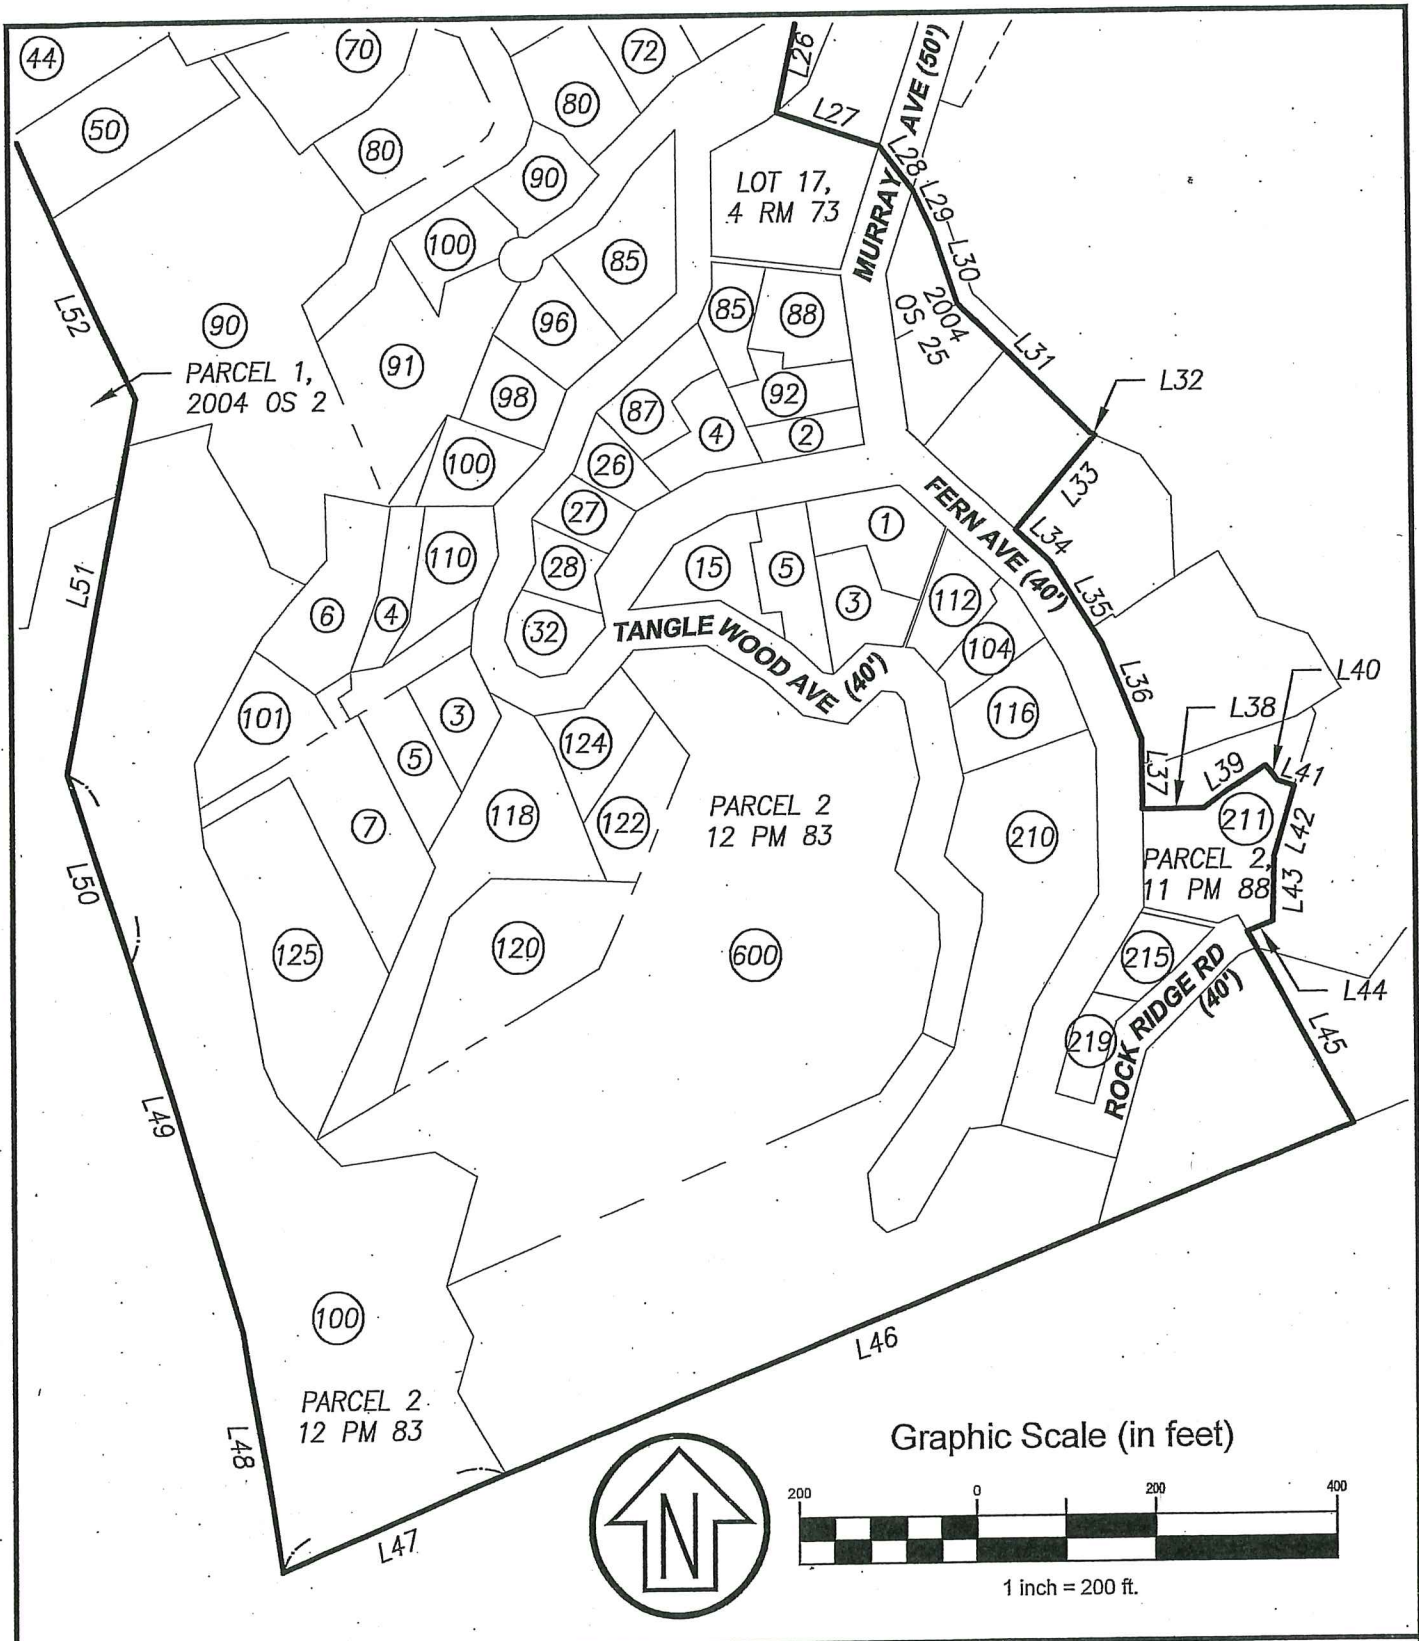 44
70
72
L26
50
80
80
L27
MURRAY AVE (50')
90
LOT 17,
4 RM 73
L28
L29
100
85
L30
L52
90
96
85
88
2004
OS 25
PARCEL 1,
2004 OS 2
91
L31
98
87
92
L32
4
2
100
26
L33
27
1
FERN AVE (40')
L34
L51
110
28
15
5
6
4
3
112
L35
32
TANGLE WOOD AVE (40')
104
L36
L40
101
3
116
L38
124
5
L37
L39
L41
118
122
PARCEL 2
12 PM 83
7
210
211
L42
L50
PARCEL 2,
11 PM 88
L43
125
120
600
215
ROCK RIDGE RD
(40')
L44
219
L45
L49
100
L46
PARCEL 2
12 PM 83
L48
Graphic Scale (in feet)
200 0 200 400
N
L47
1 inch = 200 ft.